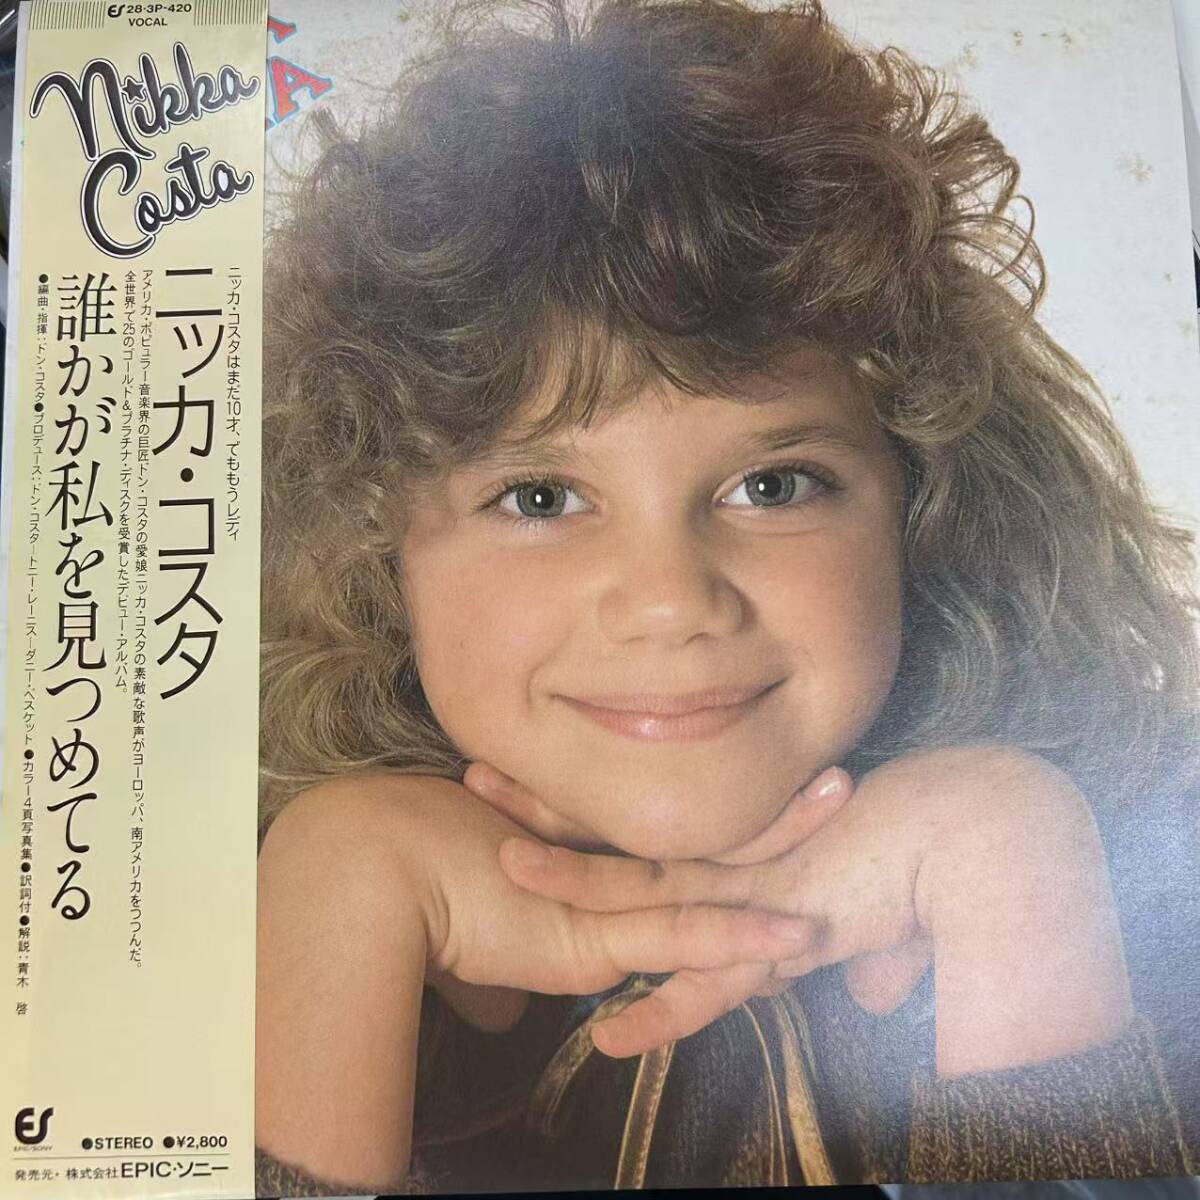 28・3P-420
VOCAL
Nikka
Costa
A
ニッカ・コスタはまだ10才、でももうレディ
アメリカ・ポピュラー音楽界の巨匠ドン・コスタの愛娘ニッカ・コスタの素敵な歌声がヨーロッパ、南アメリカをつつんだ。
全世界で25のゴールド&プラチナ・ディスクを受賞したデビュー・アルバム。
ニッカ・コスタ
誰かが私を見つめてる
●編曲・指揮:ドン・コスタ●プロデュース:ドン・コスタ—トニー・レーニス—ダニー・ベスケット●カラー4頁写真集●訳詞付●解説:青木 啓
ES
EPIC/SONY
●STEREO ●¥2,800
発売元・株式会社EPIC・ソニー